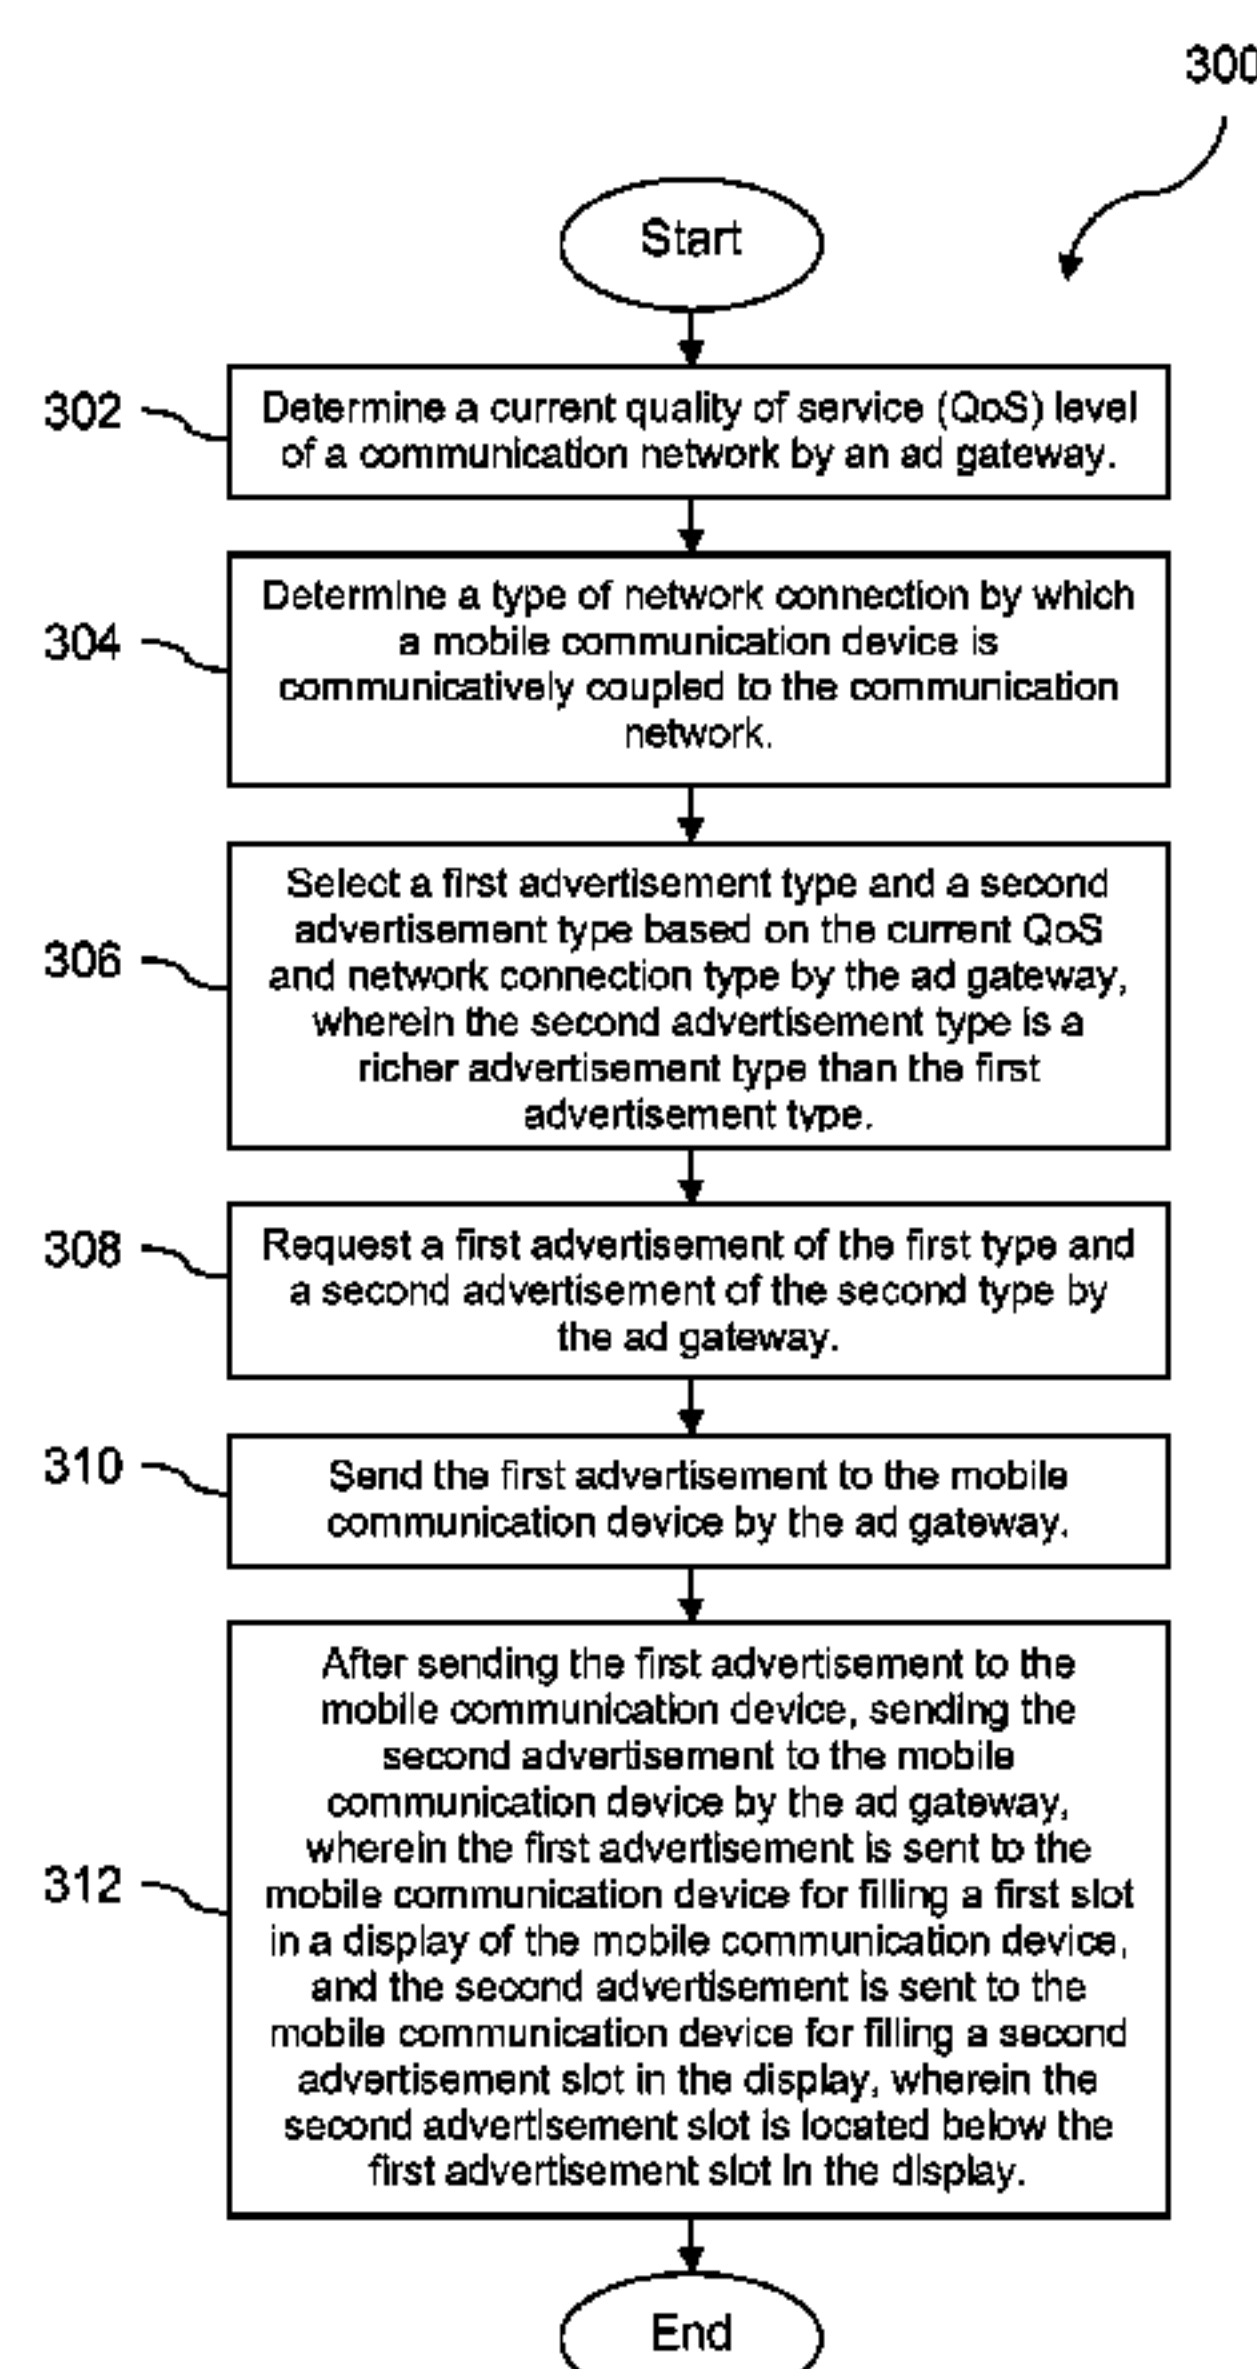 300
Start
302
Determine a current quality of service (QoS) level
of a communication network by an ad gateway.
304
Determine a type of network connection by which
a mobile communication device is
communicatively coupled to the communication
network.
306
Select a first advertisement type and a second
advertisement type based on the current QoS
and network connection type by the ad gateway,
wherein the second advertisement type is a
richer advertisement type than the first
advertisement type.
308
Request a first advertisement of the first type and
a second advertisement of the second type by
the ad gateway.
310
Send the first advertisement to the mobile
communication device by the ad gateway.
312
After sending the first advertisement to the
mobile communication device, sending the
second advertisement to the mobile
communication device by the ad gateway,
wherein the first advertisement is sent to the
mobile communication device for filling a first slot
in a display of the mobile communication device,
and the second advertisement is sent to the
mobile communication device for filling a second
advertisement slot in the display, wherein the
second advertisement slot is located below the
first advertisement slot in the display.
End